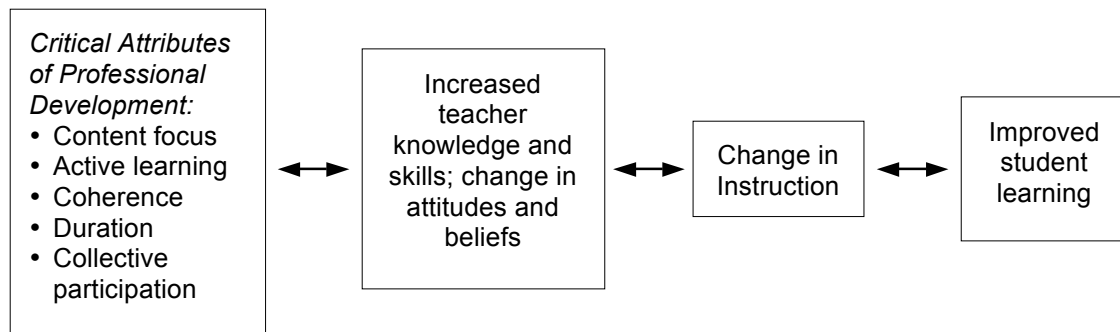 Critical Attributes
of Professional
Development:
• Content focus
• Active learning
• Coherence
• Duration
• Collective
participation
Increased
teacher
knowledge and
skills; change in
attitudes and
beliefs
Change in
Instruction
Improved
student
learning